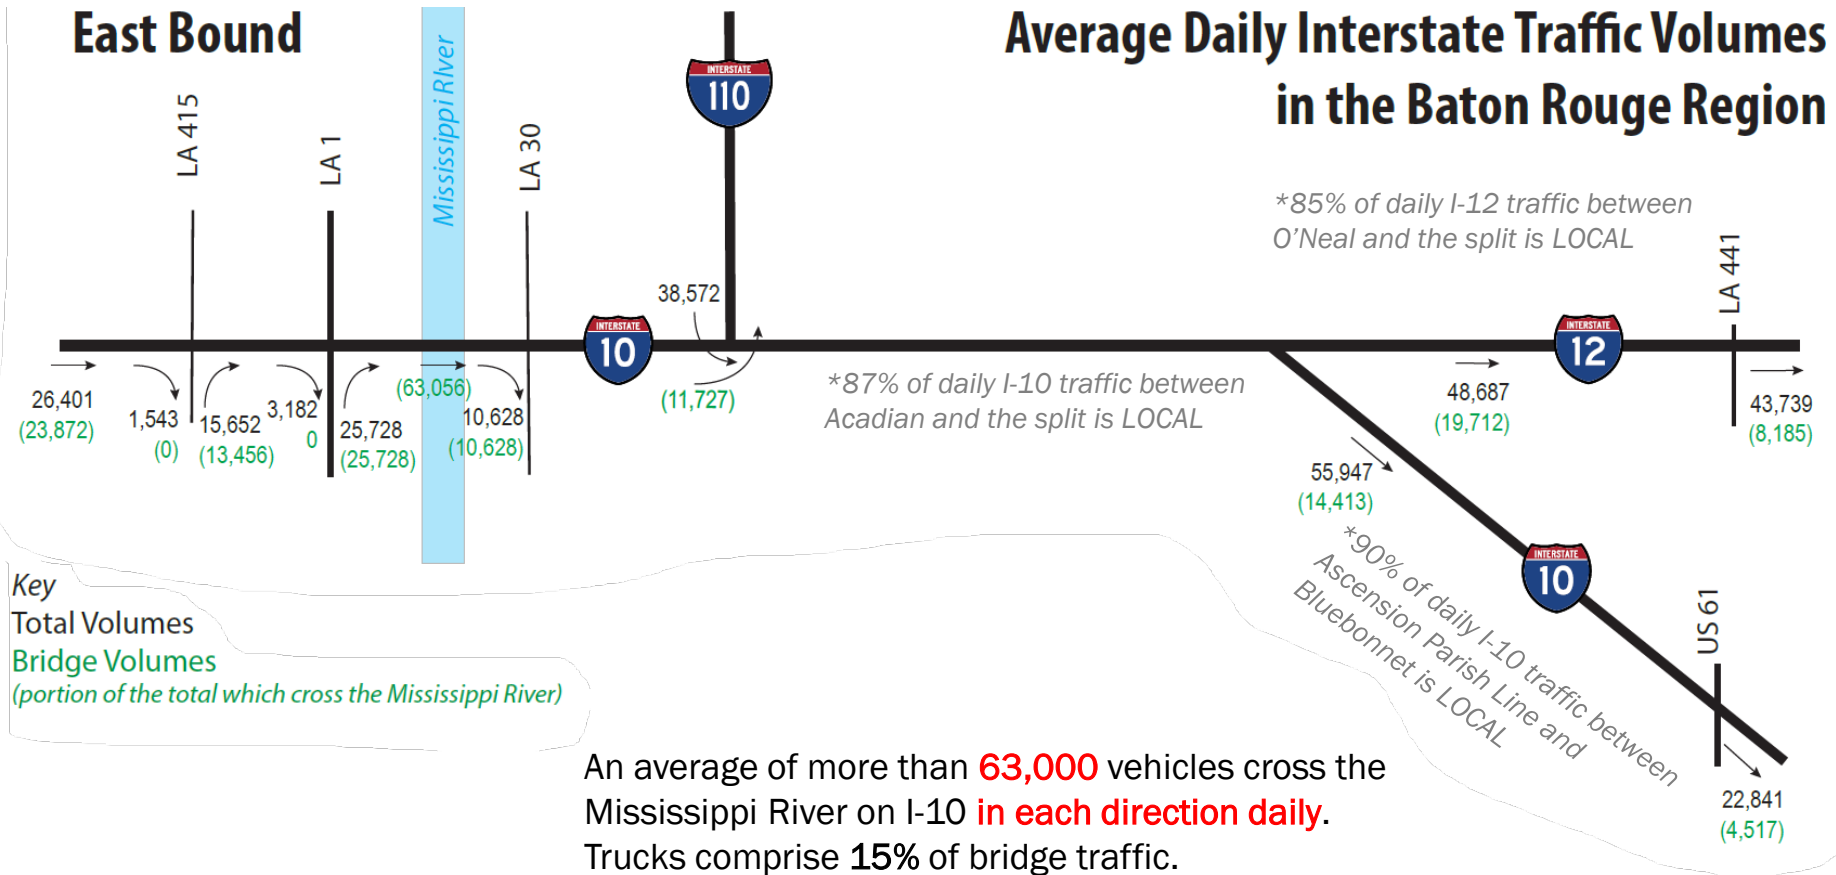 East Bound
Average Daily Interstate Traffic Volumes
in the Baton Rouge Region
LA 415
LA 1
Mississippi RIver
LA 30
INTERSTATE
110
*85% of daily I-12 traffic between
O'Neal and the split is LOCAL
LA 441
38,572
INTERSTATE
10
INTERSTATE
12
26,401
(23,872)
1,543
(0)
15,652
(13,456)
3,182
0
25,728
(25,728)
(63,056)
10,628
(10,628)
(11,727)
*87% of daily I-10 traffic between
Acadian and the split is LOCAL
48,687
(19,712)
43,739
(8,185)
55,947
(14,413)
*90% of daily I-10 traffic between
Ascension Parish Line and
Bluebonnet is LOCAL
INTERSTATE
10
US 61
22,841
(4,517)
Key
Total Volumes
Bridge Volumes
(portion of the total which cross the Mississippi River)
An average of more than 63,000 vehicles cross the
Mississippi River on I-10 in each direction daily.
Trucks comprise 15% of bridge traffic.